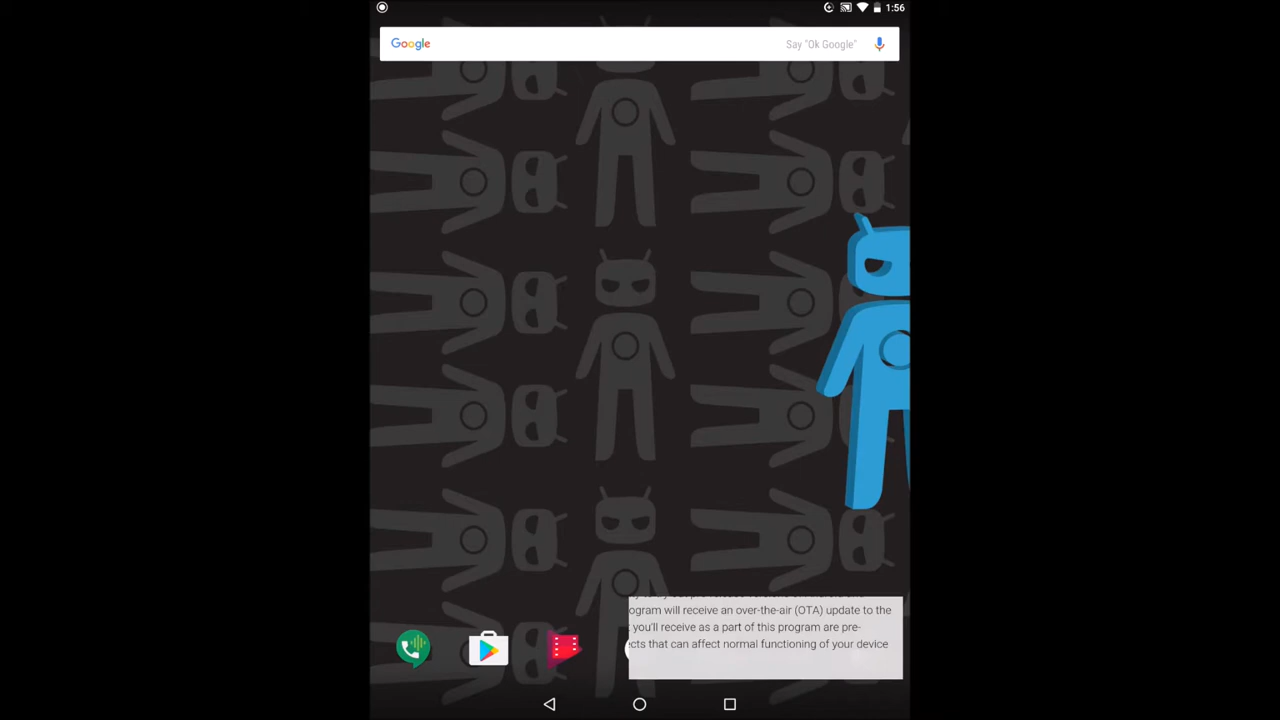 1:56
Google
Say "Ok Google"
ogram will receive an over-the-air (OTA) update to the
you'll receive as a part of this program are pre-
cts that can affect normal functioning of your device